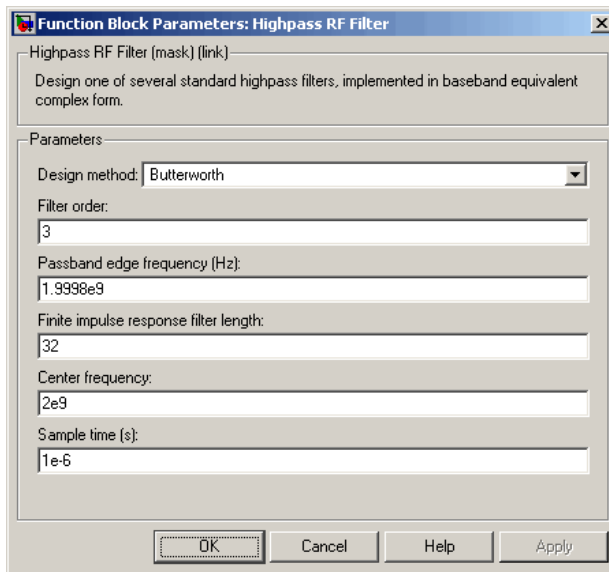 Function Block Parameters: Highpass RF Filter
Highpass RF Filter (mask) (link)
Design one of several standard highpass filters, implemented in baseband equivalent
complex form.
Parameters
Design method: Butterworth
Filter order:
3
Passband edge frequency (Hz):
1.9998e9
Finite impulse response filter length:
32
Center frequency:
2e9
Sample time (s):
1e-6
OK Cancel Help Apply